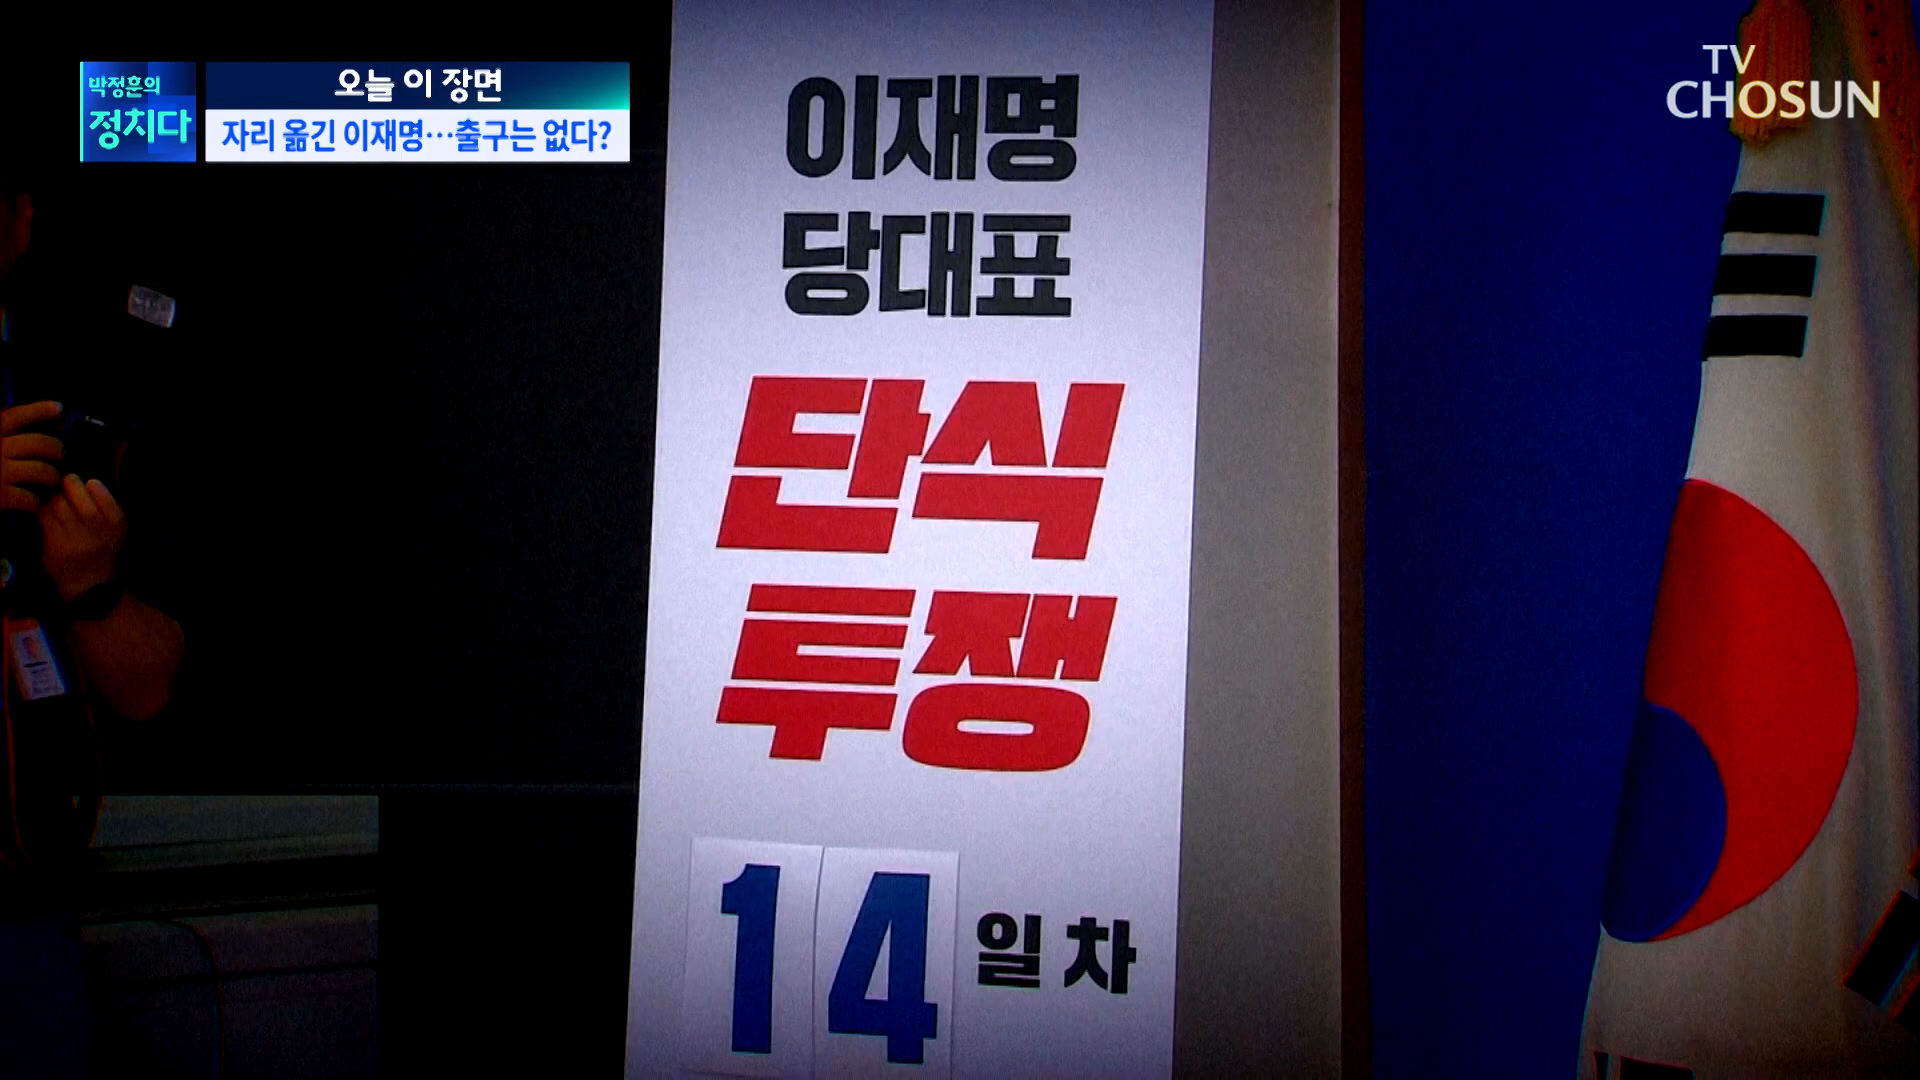 박정훈의
정치다
오늘 이 장면
자리 옮긴 이재명…출구는 없다?
TV
CHOSUN
이재명
당대표
단식
투쟁
14 일차